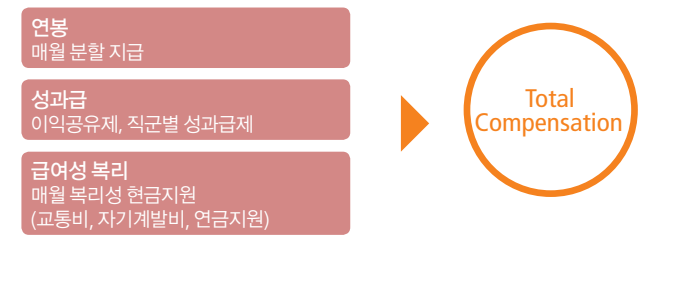 연봉
매월 분할 지급
성과급
이익공유제, 직군별 성과급제
급여성 복리
매월 복리성 현금지원
(교통비, 자기계발비, 연금지원)
Total
Compensation